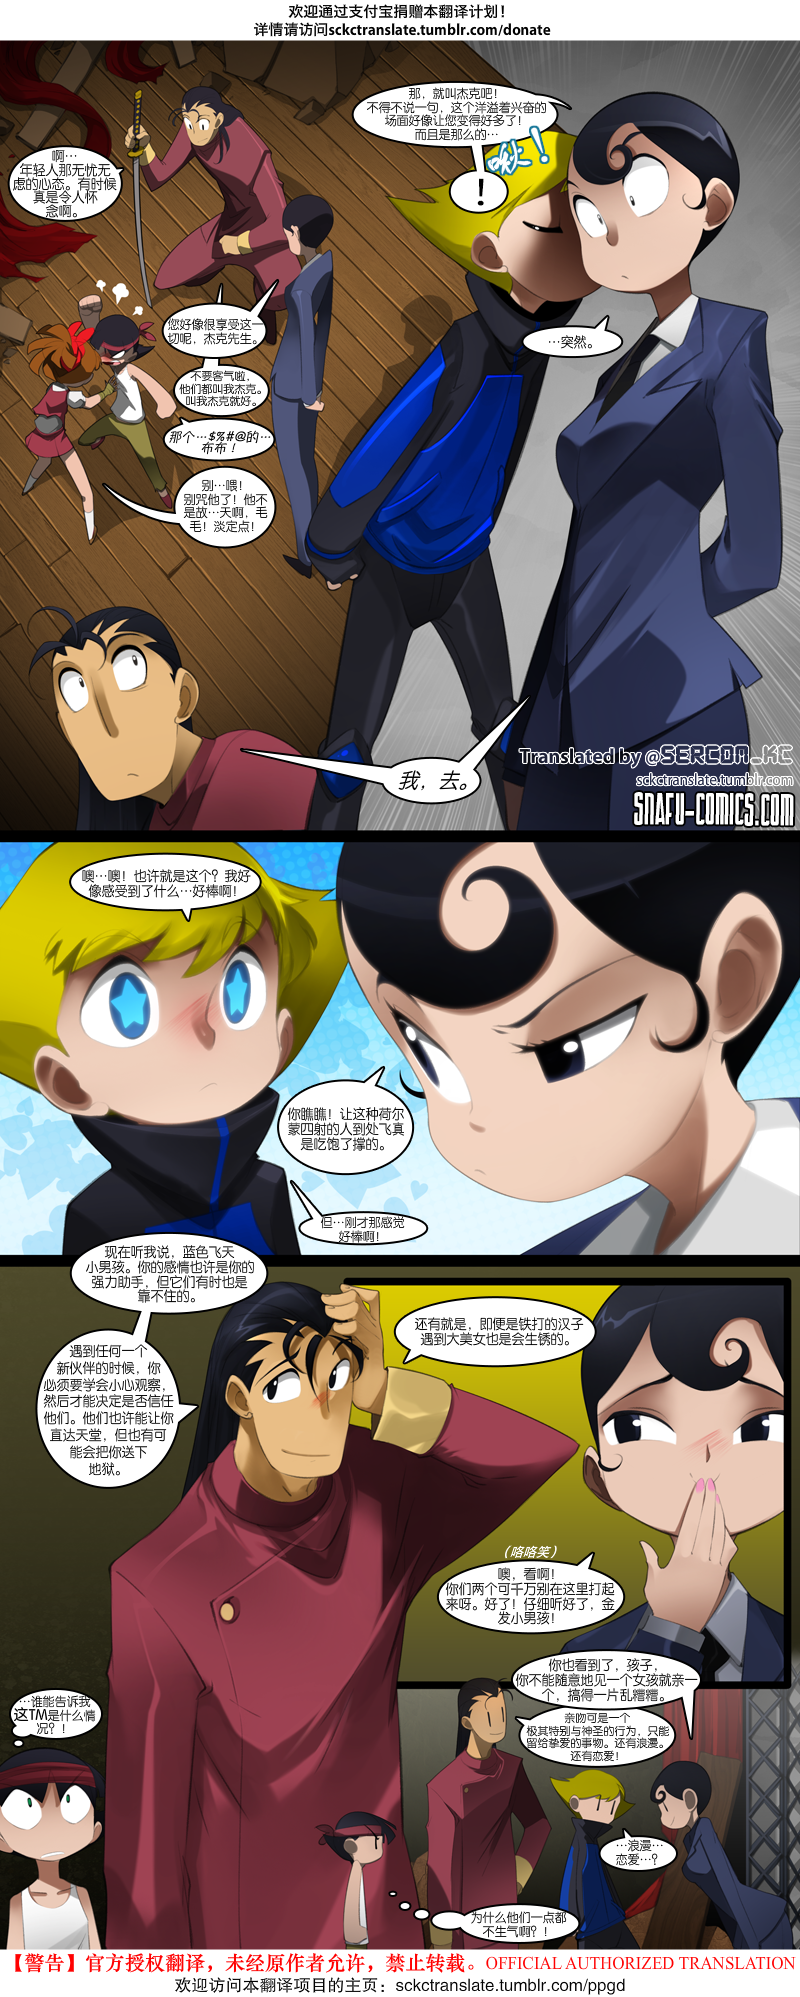 欢迎通过支付宝捐赠本翻译计划！
详情请访问sckctranslate.tumblr.com/donate
啊…
年轻人那无忧无
虑的心态。有时候
真是令人怀
念啊。
那，就叫杰克吧！
不得不说一句，这个洋溢着兴奋的
场面好像让您变得好多了！
而且是那么的…
啾！
！
…突然。
您好像很享受这一
切呢，杰克先生。
不要客气啦，
他们都叫我杰克。
叫我杰克就好。
那个…$%#@的…
布布！
别…喂！
别咒他了！他不
是故…天啊，毛
毛！淡定点！
我，去。
Translated by @SERCOM_KC
sckctranslate.tumblr.com
SNAFU-COMICS.COM
噢…噢！也许就是这个？我好
像感受到了什么…好棒啊！
你瞧瞧！让这种荷尔
蒙四射的人到处飞真
是吃饱了撑的。
但…刚才那感觉
好棒啊！
现在听我说，蓝色飞天
小男孩。你的感情也许是你的
强力助手，但它们有时也是
靠不住的。
遇到任何一个
新伙伴的时候，你
必须要学会小心观察，
然后才能决定是否信任
他们。他们也许能让你
直达天堂，但也有可
能会把你送下
地狱。
还有就是，即便是铁打的汉子
遇到大美女也是会生锈的。
（咯咯笑）
噢，看啊！
你们两个可千万别在这里打起
来呀。好了！仔细听好了，金
发小男孩！
你也看到了，孩子，
你不能随意地见一个女孩就亲一
个，搞得一片乱糟糟。
亲吻可是一个
极其特别与神圣的行为，只能
留给挚爱的事物。还有浪漫。
还有恋爱！
…浪漫…
恋爱…？
…谁能告诉我
这TM是什么情
况？！
为什么他们一点都
不生气啊？！
【警告】官方授权翻译，未经原作者允许，禁止转载。OFFICIAL AUTHORIZED TRANSLATION
欢迎访问本翻译项目的主页：sckctranslate.tumblr.com/ppgd